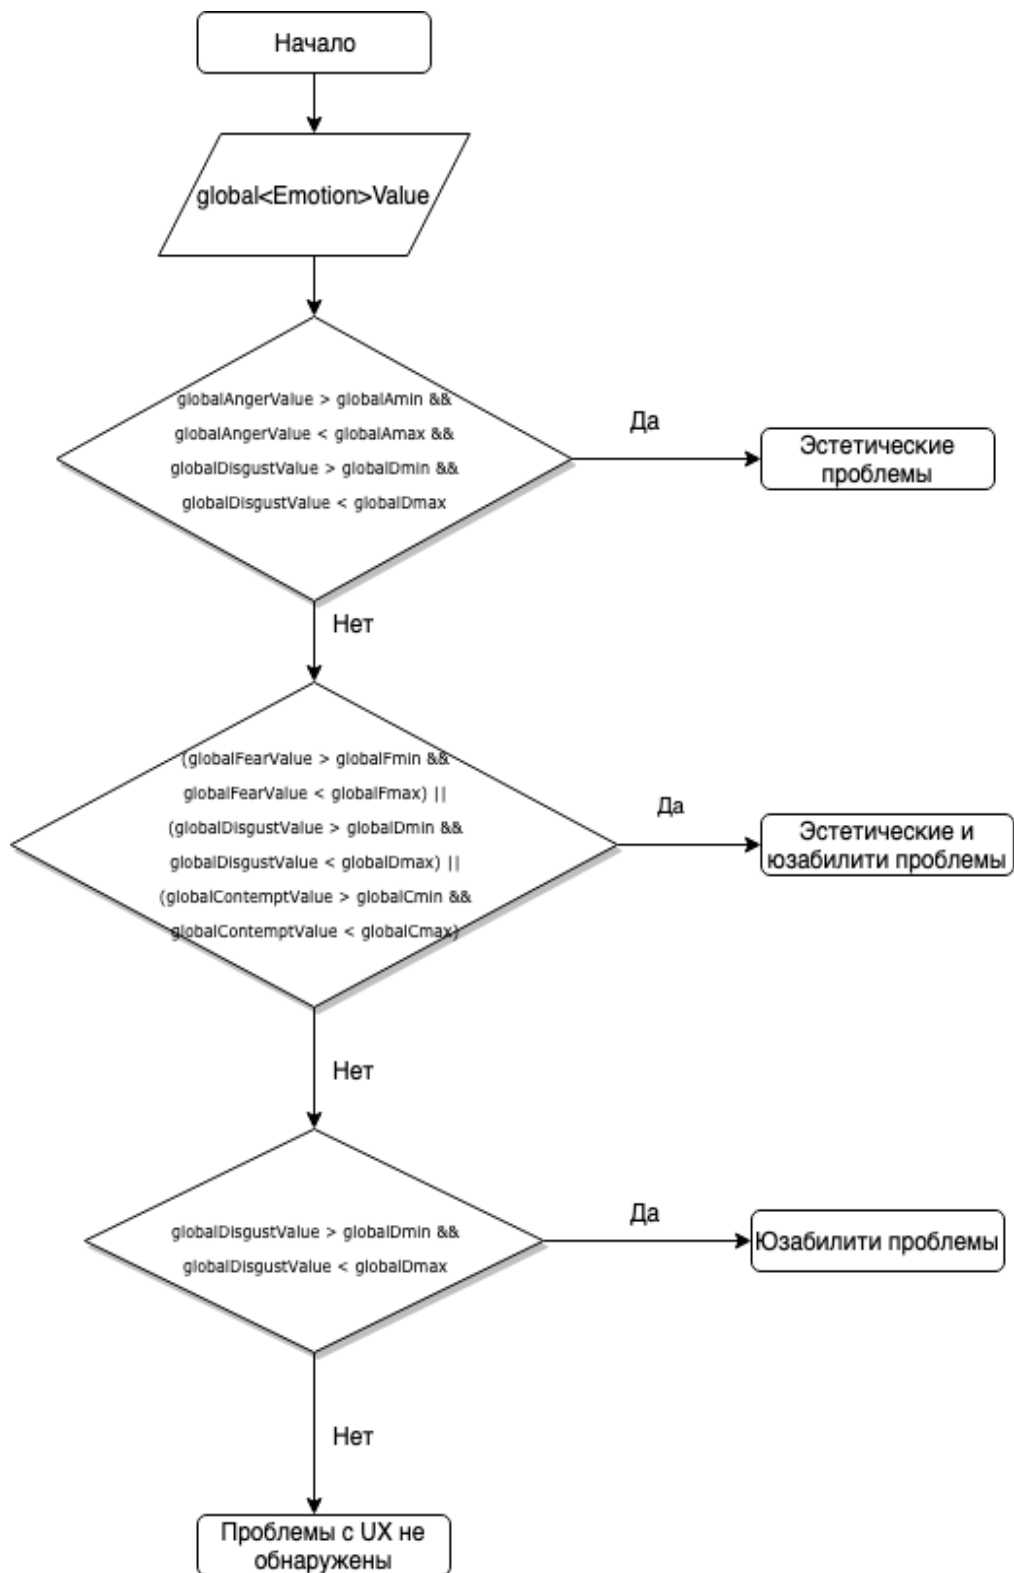 Начало
global<Emotion>Value
globalAngerValue > globalAmin &&
globalAngerValue < globalAmax &&
globalDisgustValue > globalDmin &&
globalDisgustValue < globalDmax
Да
Эстетические
проблемы
Нет
(globalFearValue > globalFmin &&
globalFearValue < globalFmax) ||
(globalDisgustValue > globalDmin &&
globalDisgustValue < globalDmax) ||
(globalContemptValue > globalCmin &&
globalContemptValue < globalCmax)
Да
Эстетические и
юзабилити проблемы
Нет
globalDisgustValue > globalDmin &&
globalDisgustValue < globalDmax
Да
Юзабилити проблемы
Нет
Проблемы с UX не
обнаружены